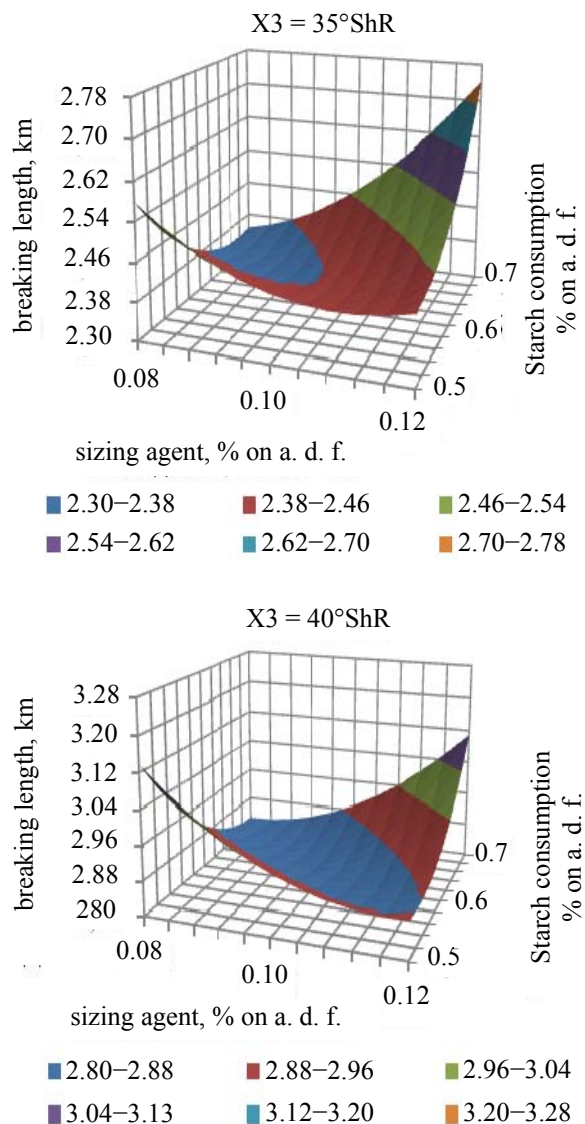 X3 = 35°ShR
breaking length, km
2.78
2.70
2.62
2.54
2.46
2.38
2.30
0.08
0.10
0.12
0.5
0.6
0.7
Starch consumption
% on a. d. f.
sizing agent, % on a. d. f.
2.30–2.38 2.38–2.46 2.46–2.54
2.54–2.62 2.62–2.70 2.70–2.78
X3 = 40°ShR
breaking length, km
3.28
3.20
3.12
3.04
2.96
2.88
280
0.08
0.10
0.12
0.5
0.6
0.7
Starch consumption
% on a. d. f.
sizing agent, % on a. d. f.
2.80–2.88 2.88–2.96 2.96–3.04
3.04–3.13 3.12–3.20 3.20–3.28